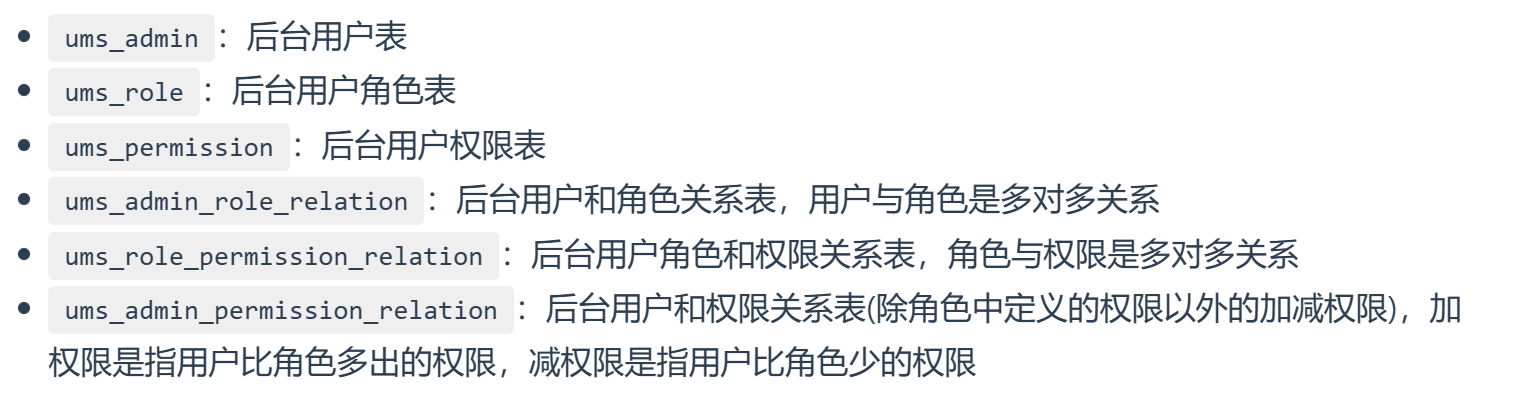 ums_admin：后台用户表
ums_role：后台用户角色表
ums_permission：后台用户权限表
ums_admin_role_relation：后台用户和角色关系表，用户与角色是多对多关系
ums_role_permission_relation：后台用户角色和权限关系表，角色与权限是多对多关系
ums_admin_permission_relation：后台用户和权限关系表(除角色中定义的权限以外的加减权限)，加
权限是指用户比角色多出的权限，减权限是指用户比角色少的权限